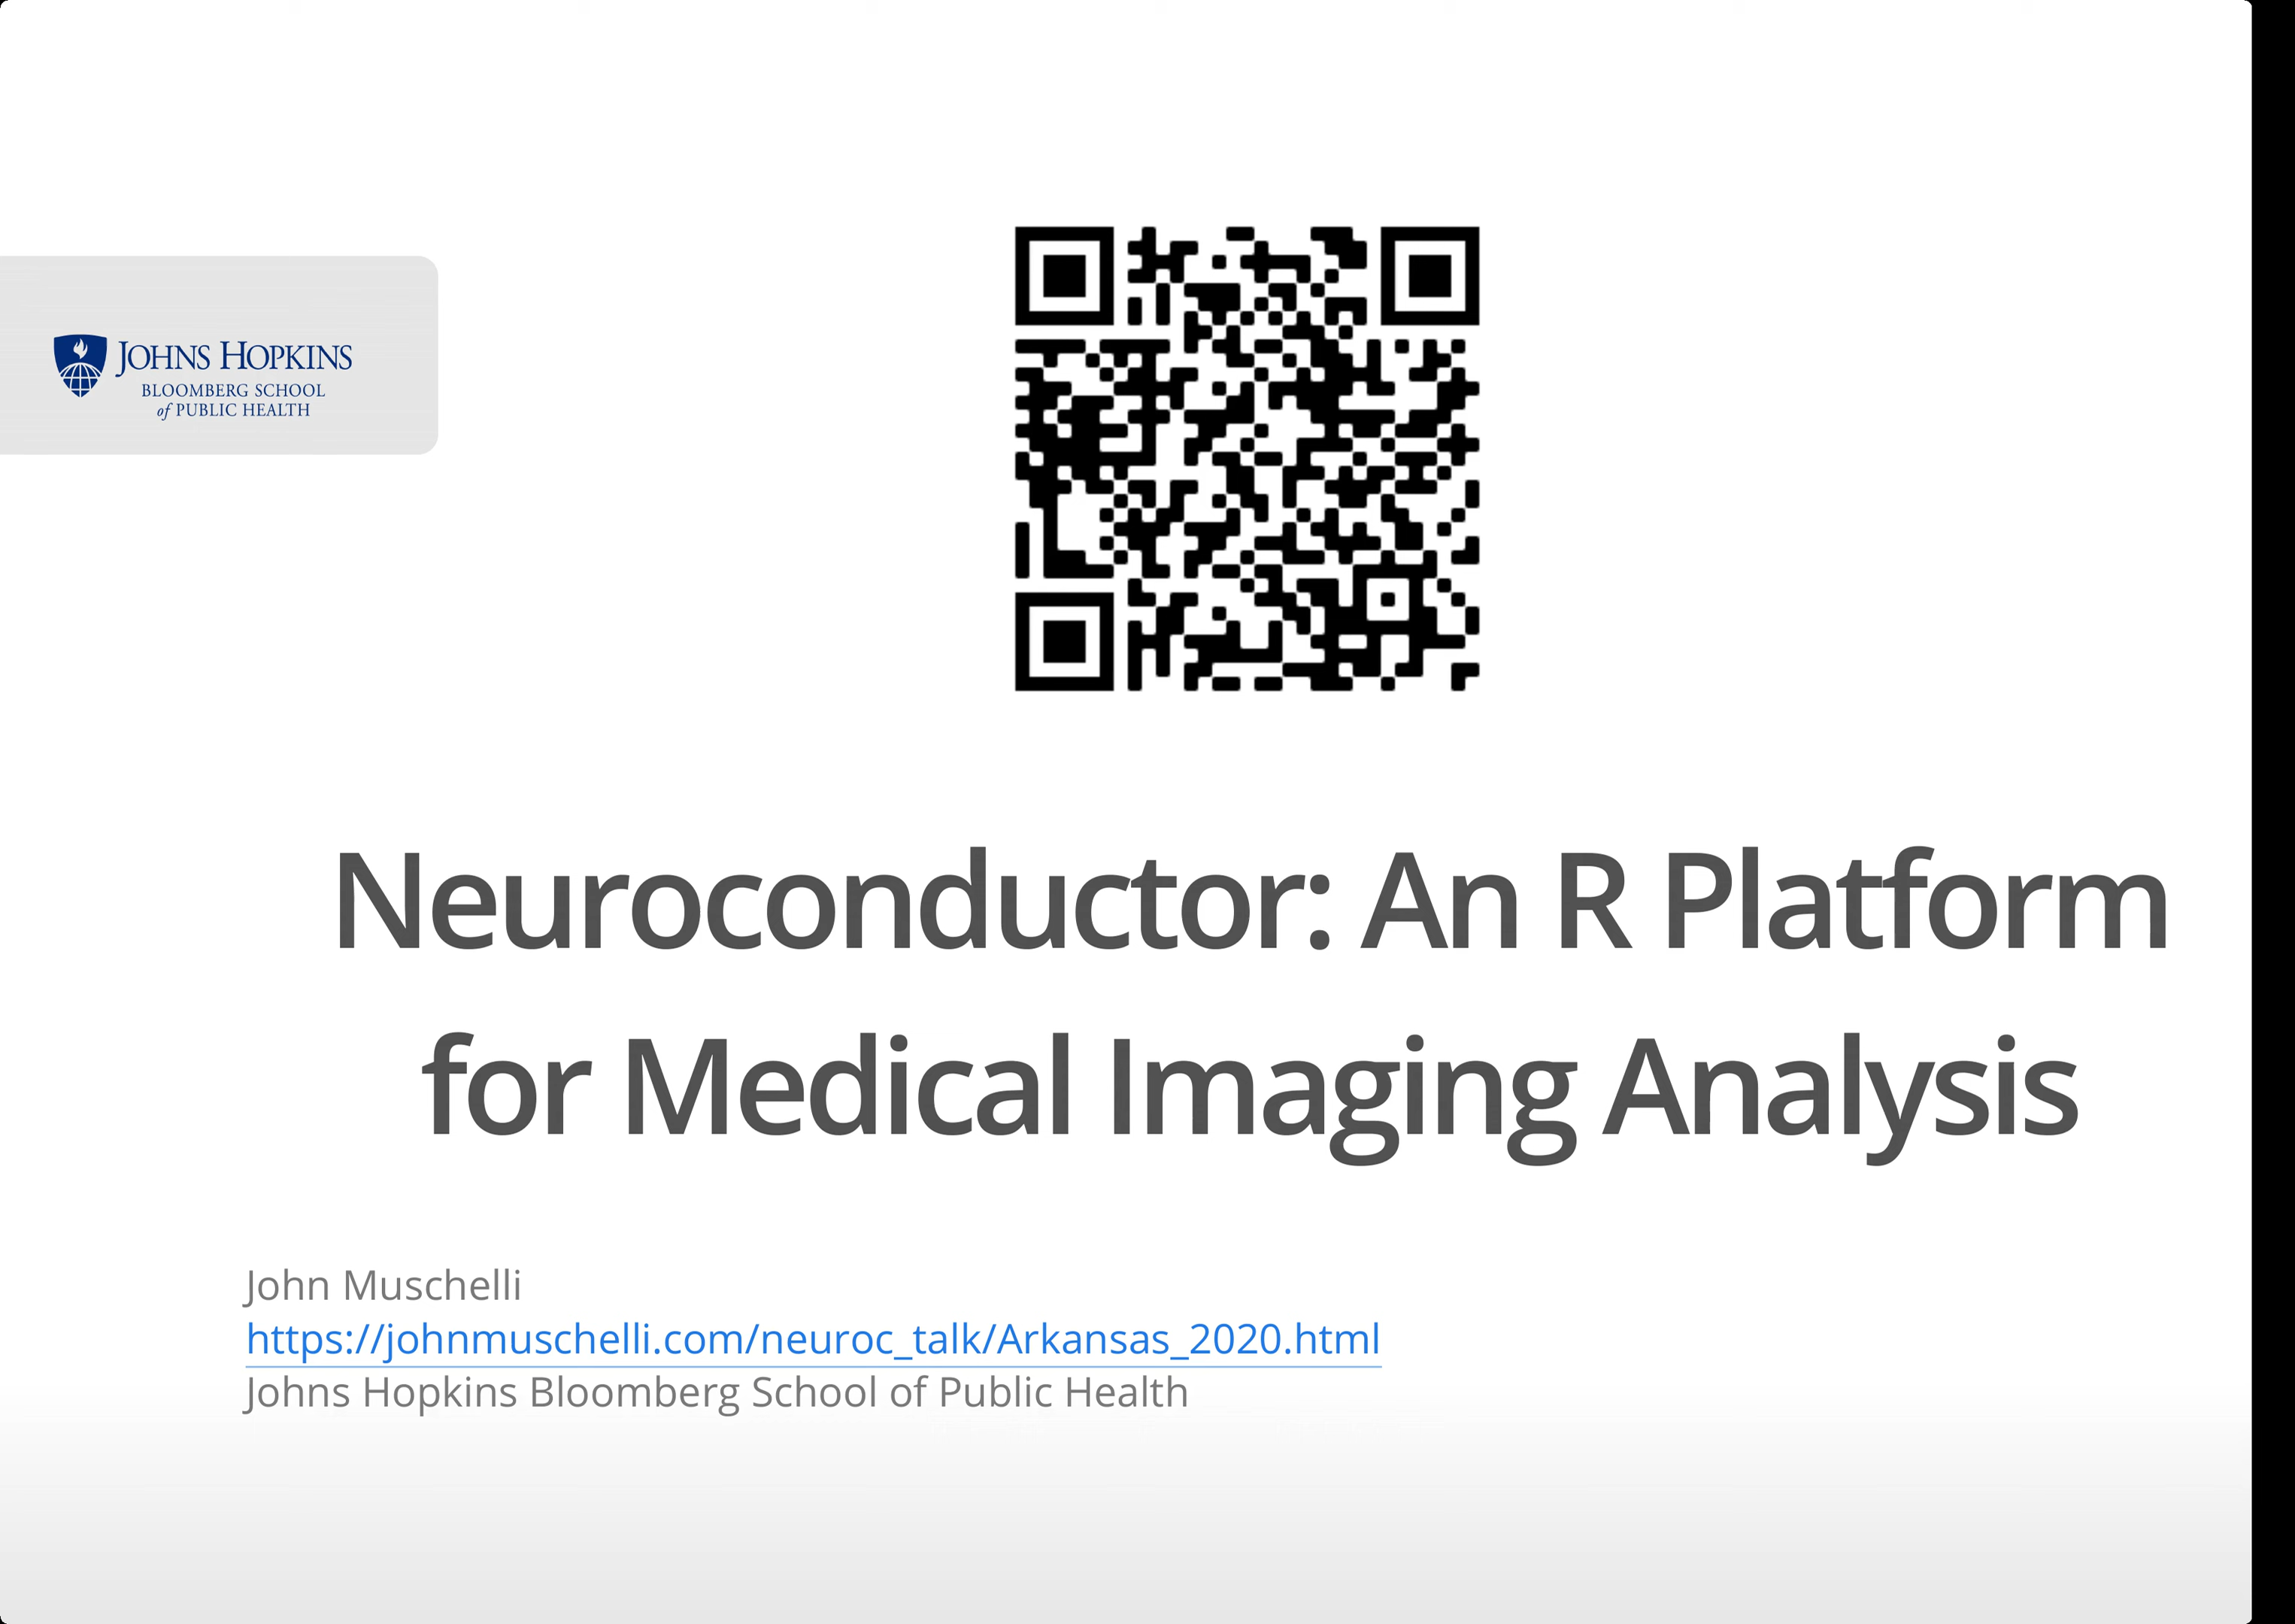 JOHNS HOPKINS
BLOOMBERG SCHOOL
of PUBLIC HEALTH
Neuroconductor: An R Platform
for Medical Imaging Analysis
John Muschelli
https://johnmuschelli.com/neuroc_talk/Arkansas_2020.html
Johns Hopkins Bloomberg School of Public Health